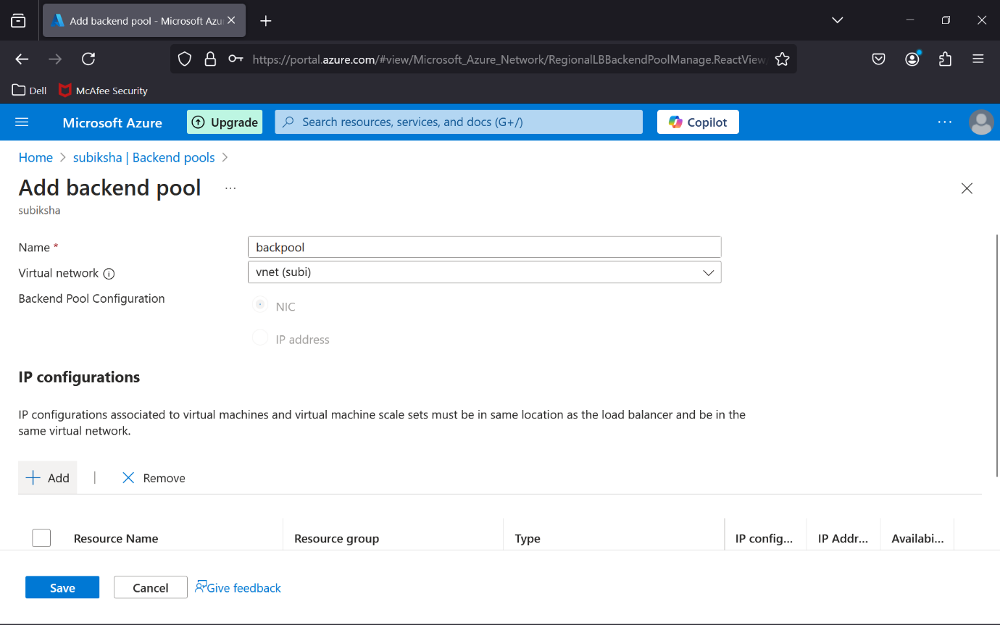 Add backend pool - Microsoft Azu
https://portal.azure.com/#view/Microsoft_Azure_Network/RegionalLBBackendPoolManage.ReactView
Dell
McAfee Security
Microsoft Azure
Upgrade
Search resources, services, and docs (G+/)
Copilot
Home > subiksha | Backend pools >
Add backend pool ...
subiksha
Name *
backpool
Virtual network
vnet (subi)
Backend Pool Configuration
NIC
IP address
IP configurations
IP configurations associated to virtual machines and virtual machine scale sets must be in same location as the load balancer and be in the
same virtual network.
Add | Remove
Resource Name Resource group Type IP config... IP Addr... Availabi...
Save Cancel Give feedback